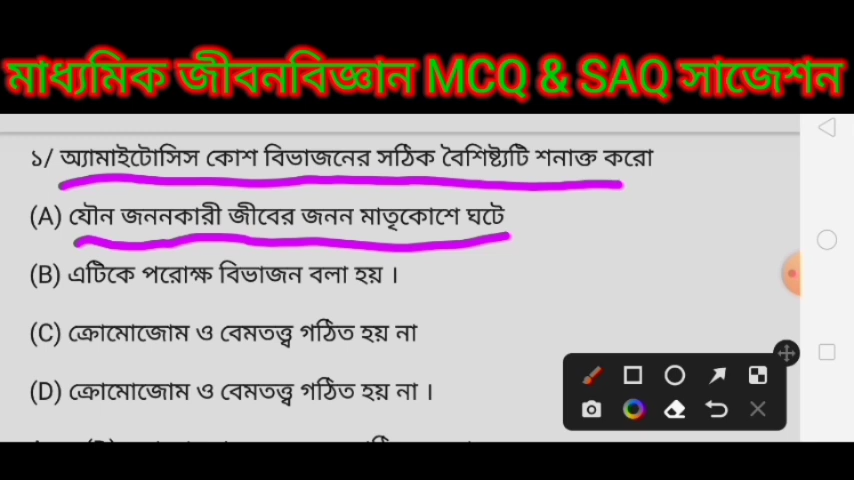 মাধ্যমিক জীবনবিজ্ঞান MCQ & SAQ সাজেশন
১/ অ্যামাইটোসিস কোশ বিভাজনের সঠিক বৈশিষ্ট্যটি শনাক্ত করো
(A) যৌন জননকারী জীবের জনন মাতৃকোশে ঘটে
(B) এটিকে পরোক্ষ বিভাজন বলা হয় ।
(C) ক্রোমোজোম ও বেমতত্ত্ব গঠিত হয় না
(D) ক্রোমোজোম ও বেমতত্ত্ব গঠিত হয় না ।